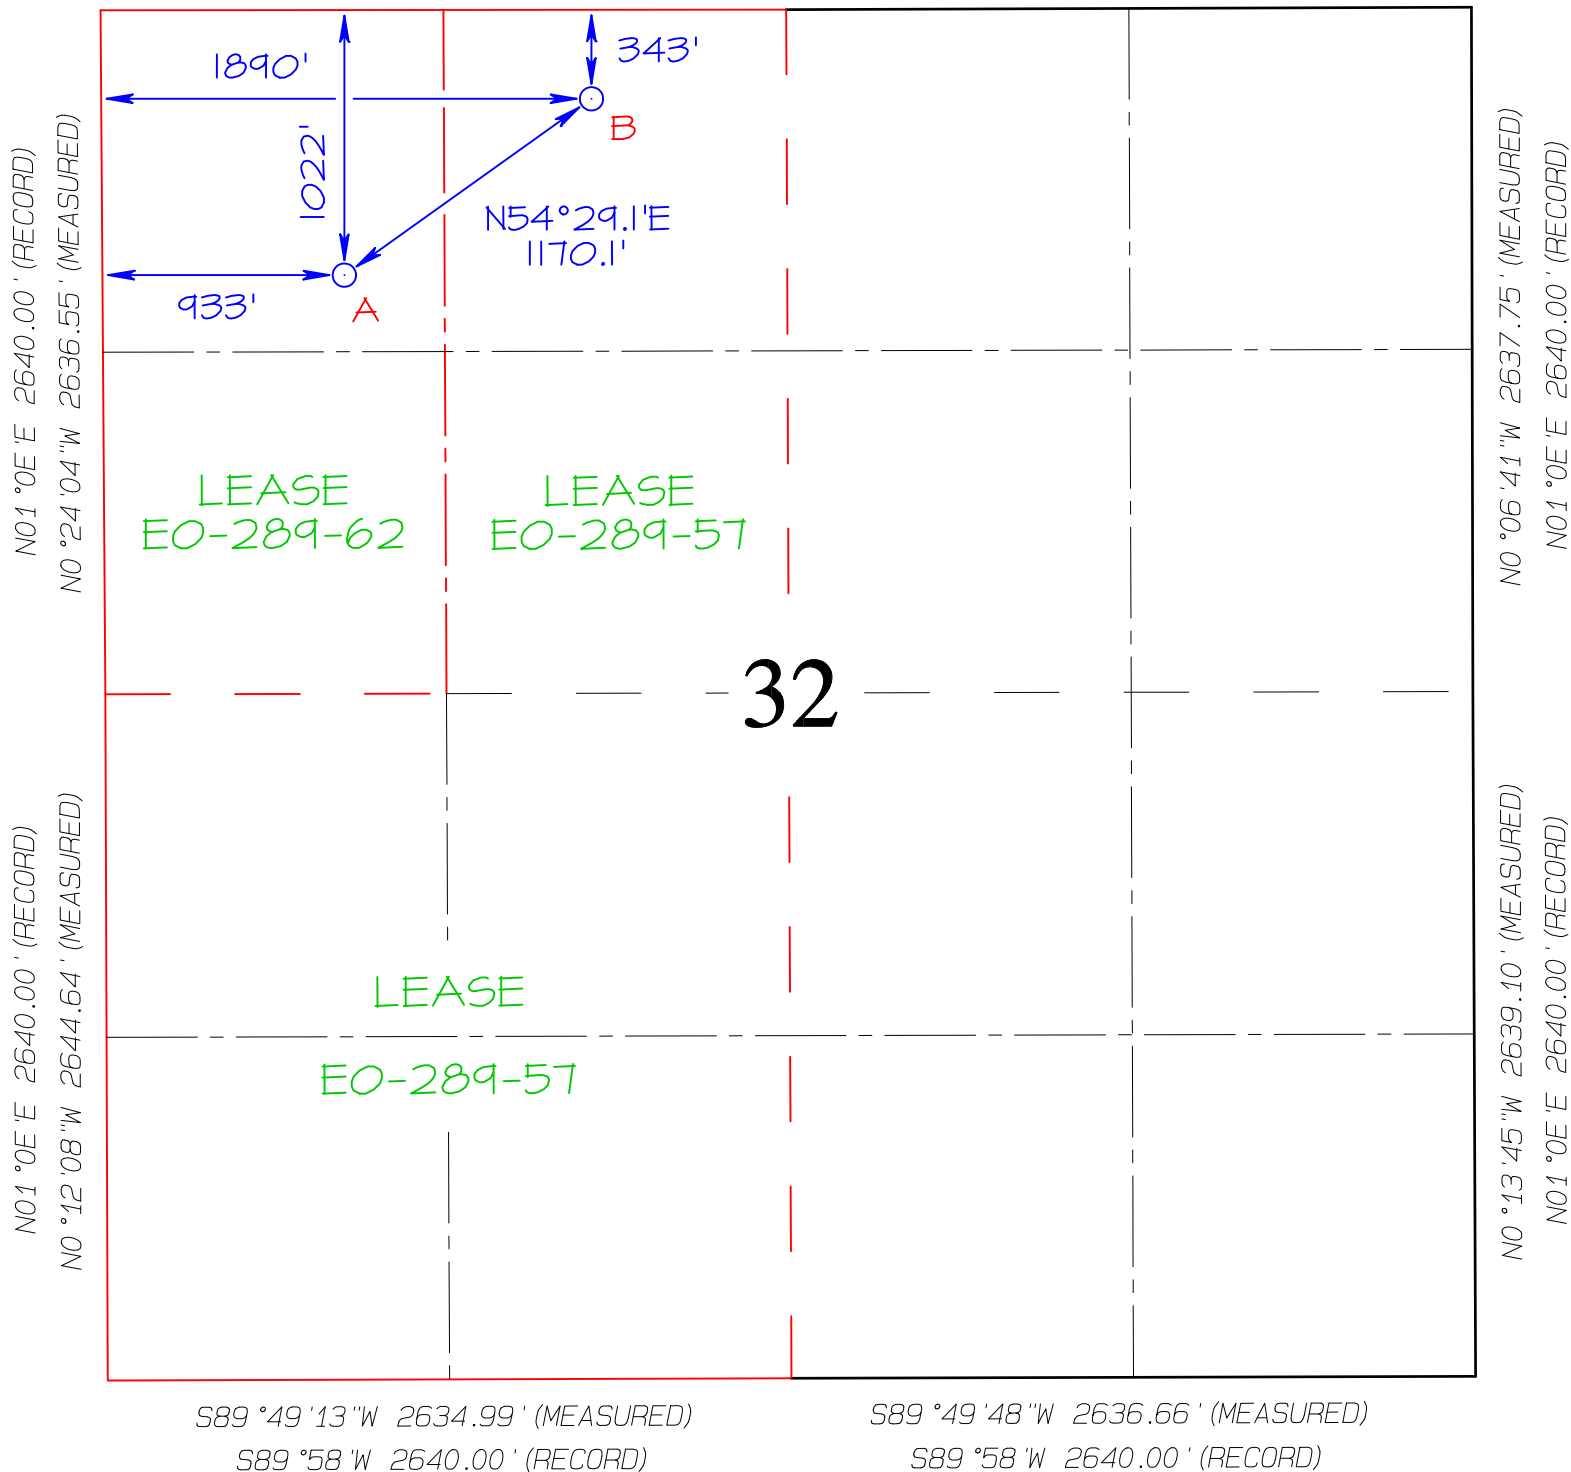 343'
1890'
B
1022'
N54°29.1'E
1170.1'
933'
A
N01°0E'E 2640.00' (RECORD)
N0°24'04"W 2636.55' (MEASURED)
N0°06'41"W 2637.75' (MEASURED)
N01°0E'E 2640.00' (RECORD)
LEASE
EO-289-62
LEASE
EO-289-57
32
N01°0E'E 2640.00' (RECORD)
N0°12'08"W 2644.64' (MEASURED)
N0°13'45"W 2639.10' (MEASURED)
N01°0E'E 2640.00' (RECORD)
LEASE
EO-289-57
S89°49'13"W 2634.99' (MEASURED)
S89°58'W 2640.00' (RECORD)
S89°49'48"W 2636.66' (MEASURED)
S89°58'W 2640.00' (RECORD)